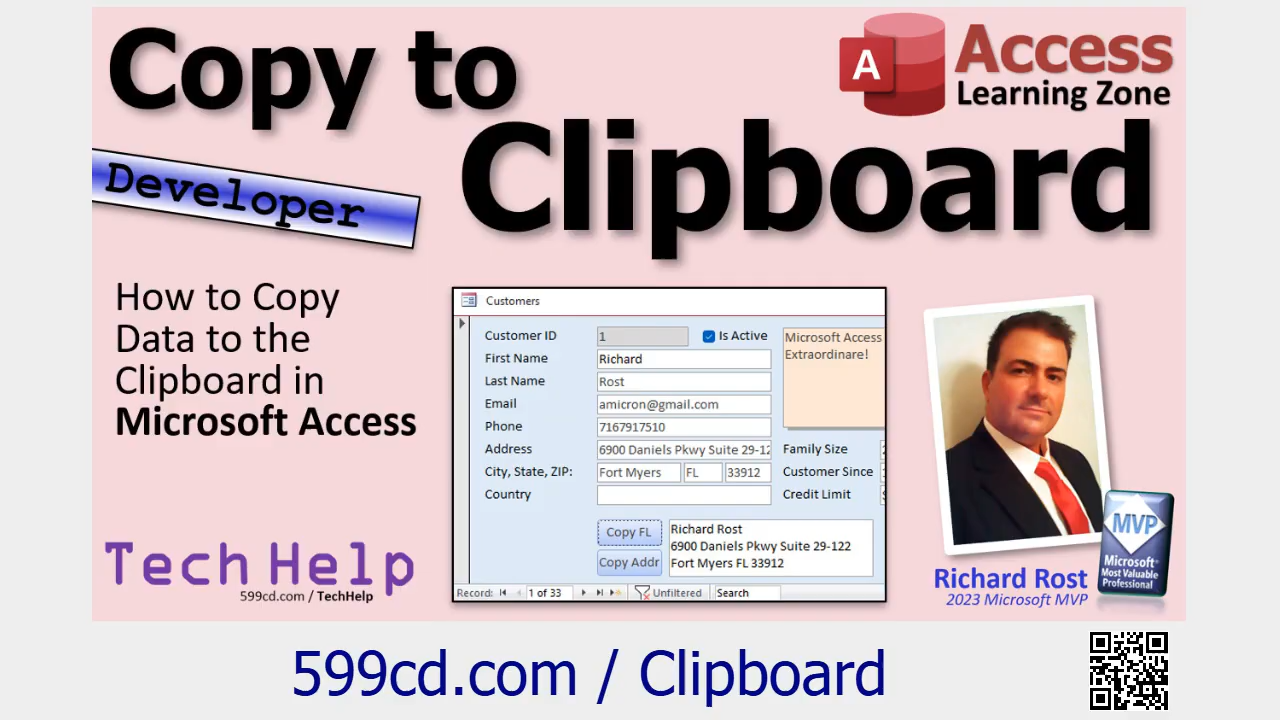 Copy to
Clipboard
A
Access
Learning Zone
Developer
How to Copy
Data to the
Clipboard in
Microsoft Access
Customers
Customer ID 1 Is Active
First Name Richard
Last Name Rost
Email amicron@gmail.com
Phone 7167917510
Address 6900 Daniels Pkwy Suite 29-12
City, State, ZIP: Fort Myers FL 33912
Country
Microsoft Access
Extraordinare!
Family Size
Customer Since
Credit Limit
Copy FL
Copy Addr
Richard Rost
6900 Daniels Pkwy Suite 29-122
Fort Myers FL 33912
Record: 1 of 33 Unfiltered Search
TechHelp
599cd.com / TechHelp
MVP
Microsoft®
Most Valuable
Professional
Richard Rost
2023 Microsoft MVP
599cd.com / Clipboard